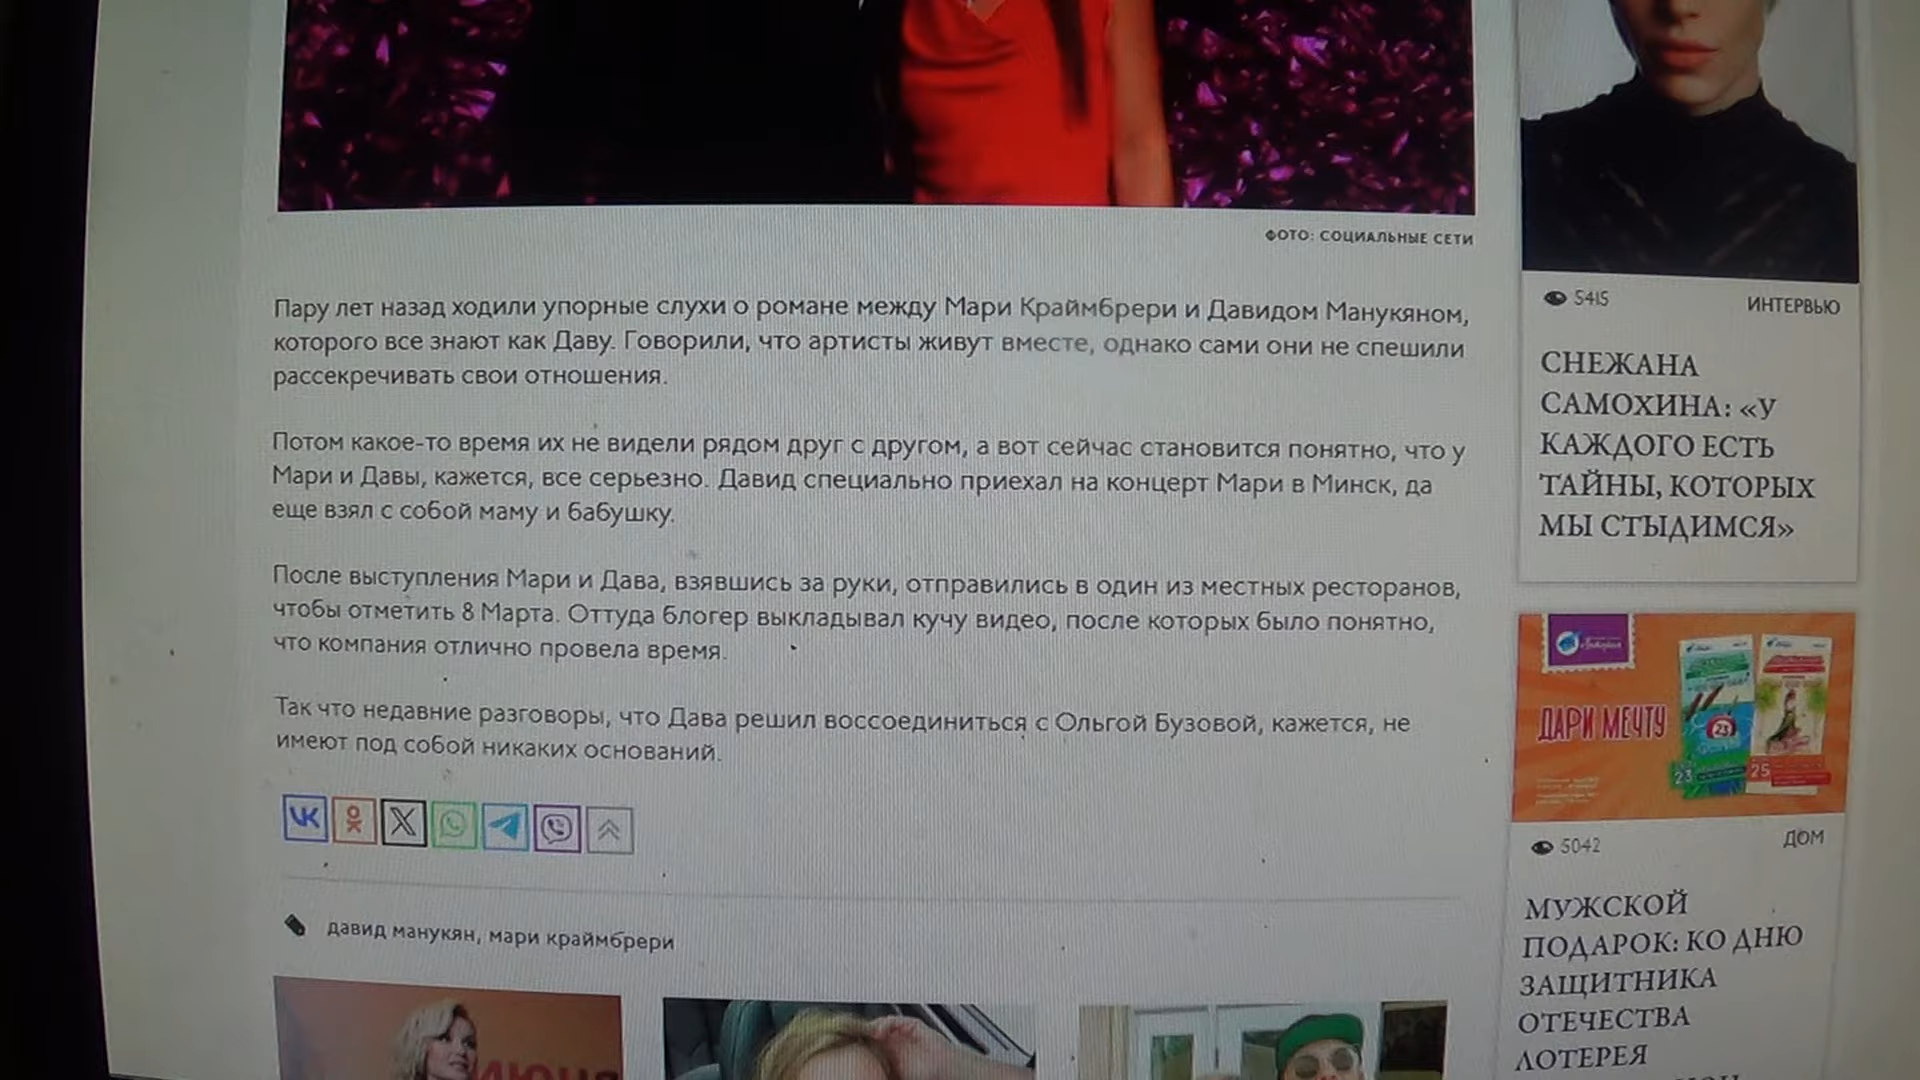 ФОТО: СОЦИАЛЬНЫЕ СЕТИ
Пару лет назад ходили упорные слухи о романе между Мари Краймбрери и Давидом Манукяном,
которого все знают как Даву. Говорили, что артисты живут вместе, однако сами они не спешили
рассекречивать свои отношения.
Потом какое-то время их не видели рядом друг с другом, а вот сейчас становится понятно, что у
Мари и Давы, кажется, все серьезно. Давид специально приехал на концерт Мари в Минск, да
еще взял с собой маму и бабушку.
После выступления Мари и Дава, взявшись за руки, отправились в один из местных ресторанов,
чтобы отметить 8 Марта. Оттуда блогер выкладывал кучу видео, после которых было понятно,
что компания отлично провела время.
Так что недавние разговоры, что Дава решил воссоединиться с Ольгой Бузовой, кажется, не
имеют под собой никаких оснований.
давид манукян, мари краймбрери
5415
ИНТЕРВЬЮ
СНЕЖАНА
САМОХИНА: «У
КАЖДОГО ЕСТЬ
ТАЙНЫ, КОТОРЫХ
МЫ СТЫДИМСЯ»
ДАРИ МЕЧТУ
23
23
25
5042
ДОМ
МУЖСКОЙ
ПОДАРОК: КО ДНЮ
ЗАЩИТНИКА
ОТЕЧЕСТВА
ЛОТЕРЕЯ